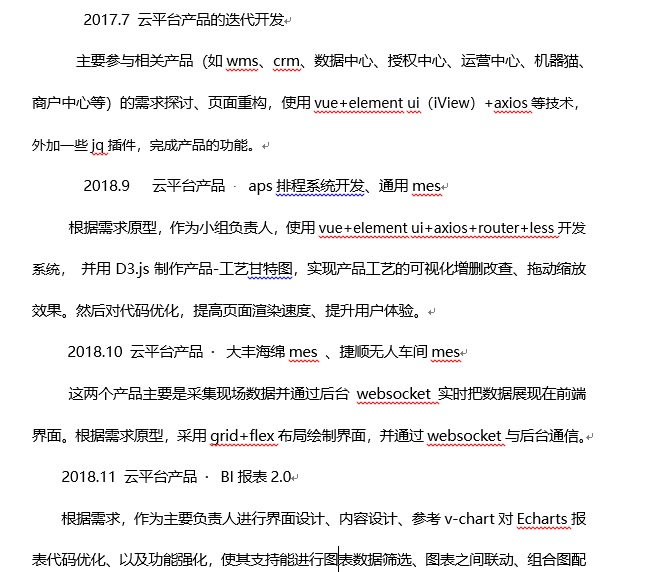 2017.7 云平台产品的迭代开发
主要参与相关产品（如 wms、crm、数据中心、授权中心、运营中心、机器猫、
商户中心等）的需求探讨、页面重构，使用 vue+element ui（iView）+axios 等技术，
外加一些 jq 插件，完成产品的功能。
2018.9 云平台产品 · aps 排程系统开发、通用 mes
根据需求原型，作为小组负责人，使用 vue+element ui+axios+router+less 开发
系统， 并用 D3.js 制作产品-工艺甘特图，实现产品工艺的可视化增删改查、拖动缩放
效果。然后对代码优化，提高页面渲染速度、提升用户体验。
2018.10 云平台产品 · 大丰海绵 mes 、捷顺无人车间 mes
这两个产品主要是采集现场数据并通过后台 websocket 实时把数据展现在前端
界面。根据需求原型，采用 grid+flex 布局绘制界面，并通过 websocket 与后台通信。
2018.11 云平台产品 · BI 报表 2.0
根据需求，作为主要负责人进行界面设计、内容设计、参考 v-chart 对 Echarts 报
表代码优化、以及功能强化，使其支持能进行图表数据筛选、图表之间联动、组合图配